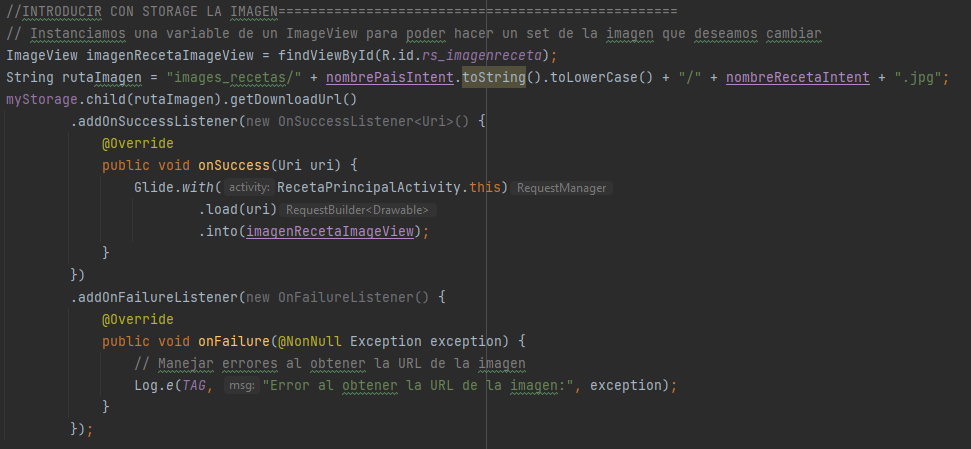 //INTRODUCIR CON STORAGE LA IMAGEN==================================================
// Instanciamos una variable de un ImageView para poder hacer un set de la imagen que deseamos cambiar
ImageView imagenRecetaImageView = findViewById(R.id.rs_imagenreceta);
String rutaImagen = "images_recetas/" + nombrePaisIntent.toString().toLowerCase() + "/" + nombreRecetaIntent + ".jpg";
myStorage.child(rutaImagen).getDownloadUrl()
.addOnSuccessListener(new OnSuccessListener<Uri>() {
@Override
public void onSuccess(Uri uri) {
Glide.with( activity: RecetaPrincipalActivity.this) RequestManager
.load(uri) RequestBuilder<Drawable>
.into(imagenRecetaImageView);
}
})
.addOnFailureListener(new OnFailureListener() {
@Override
public void onFailure(@NonNull Exception exception) {
// Manejar errores al obtener la URL de la imagen
Log.e(TAG, msg: "Error al obtener la URL de la imagen:", exception);
}
});